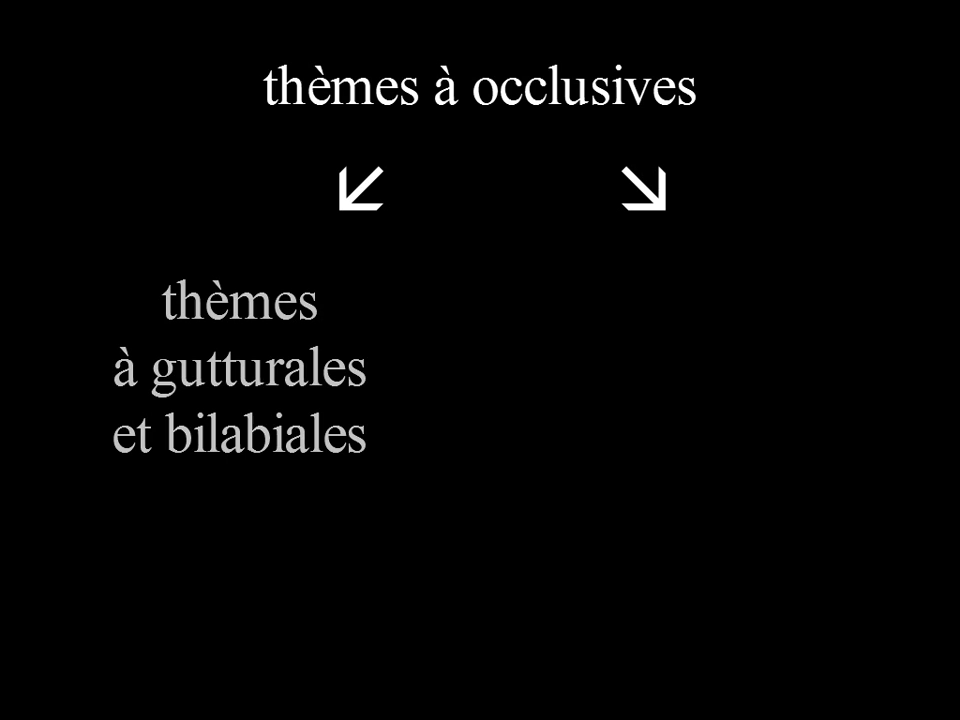 thèmes à occlusives
thèmes
à gutturales
et bilabiales